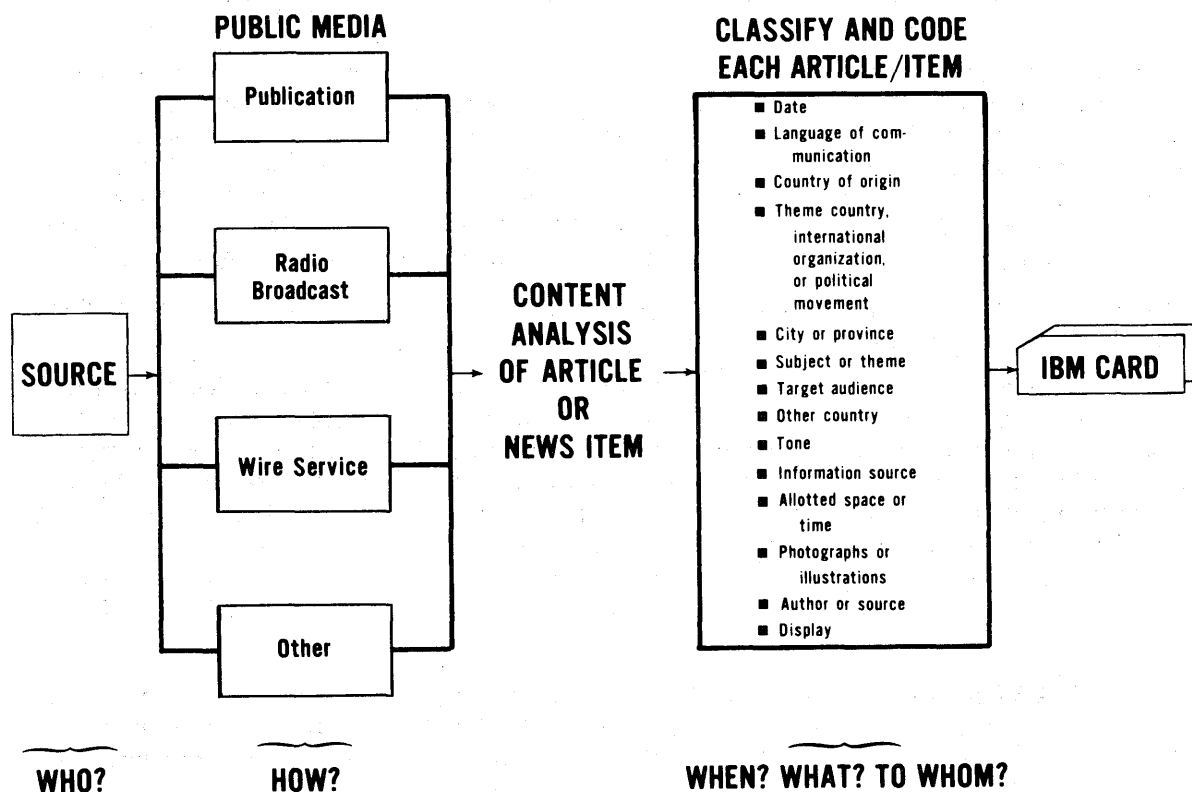 PUBLIC MEDIA
Publication
Radio
Broadcast
Wire Service
Other
SOURCE
CONTENT
ANALYSIS
OF ARTICLE
OR
NEWS ITEM
CLASSIFY AND CODE
EACH ARTICLE/ITEM
■ Date
■ Language of com-
munication
■ Country of origin
■ Theme country,
international
organization,
or political
movement
■ City or province
■ Subject or theme
■ Target audience
■ Other country
■ Tone
■ Information source
■ Allotted space or
time
■ Photographs or
illustrations
■ Author or source
■ Display
IBM CARD
WHO?
HOW?
WHEN? WHAT? TO WHOM?